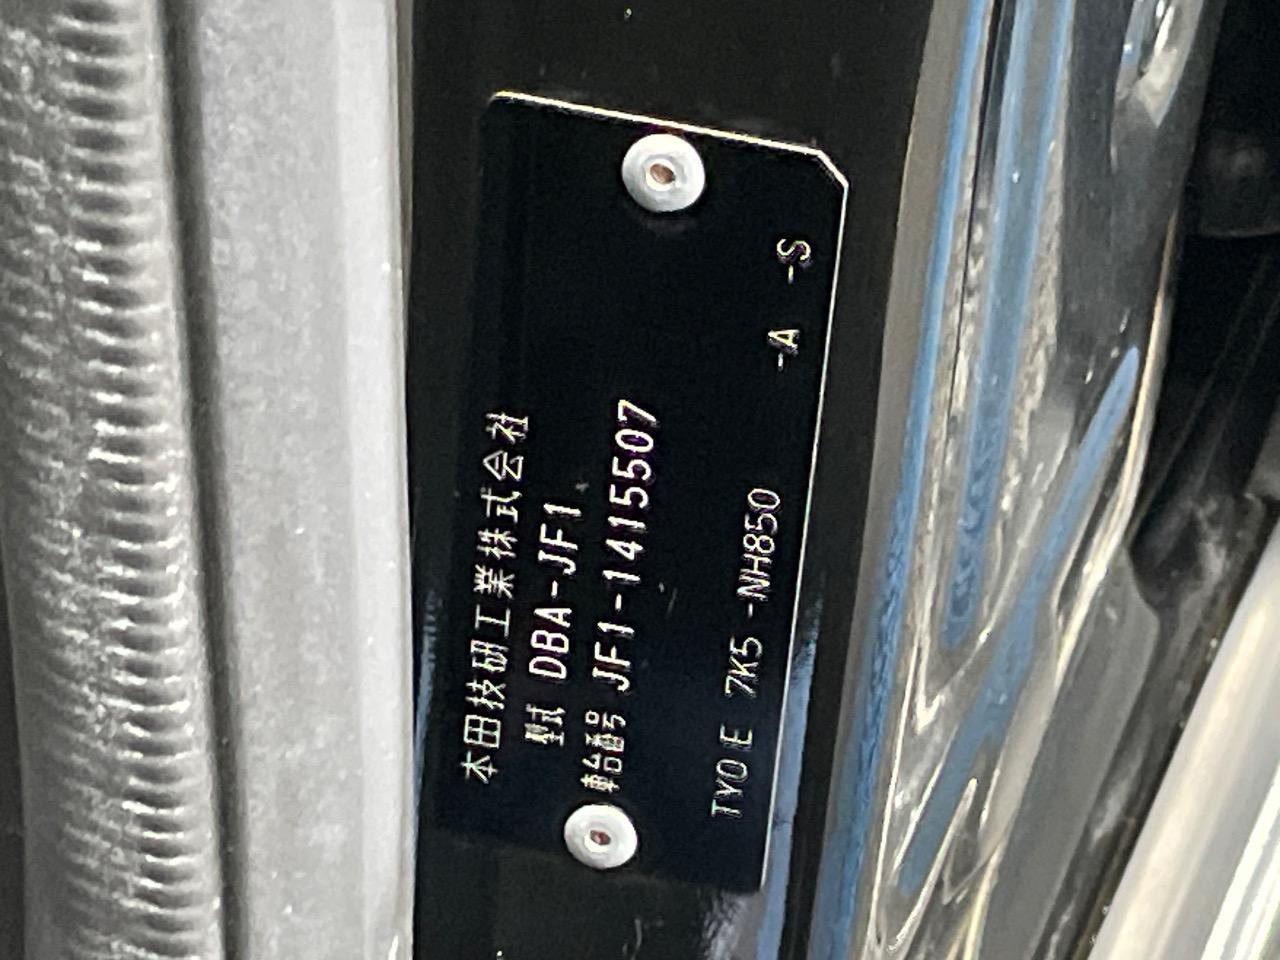 本田技研工業株式会社
型式 DBA-JF1
車台番号 JF1-1415507
TY0E 7K5 -NH850 -A -S